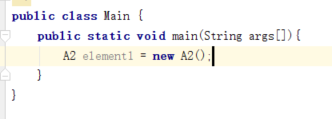 public class Main {
public static void main(String args[]){
A2 element1 = new A2();
}
}